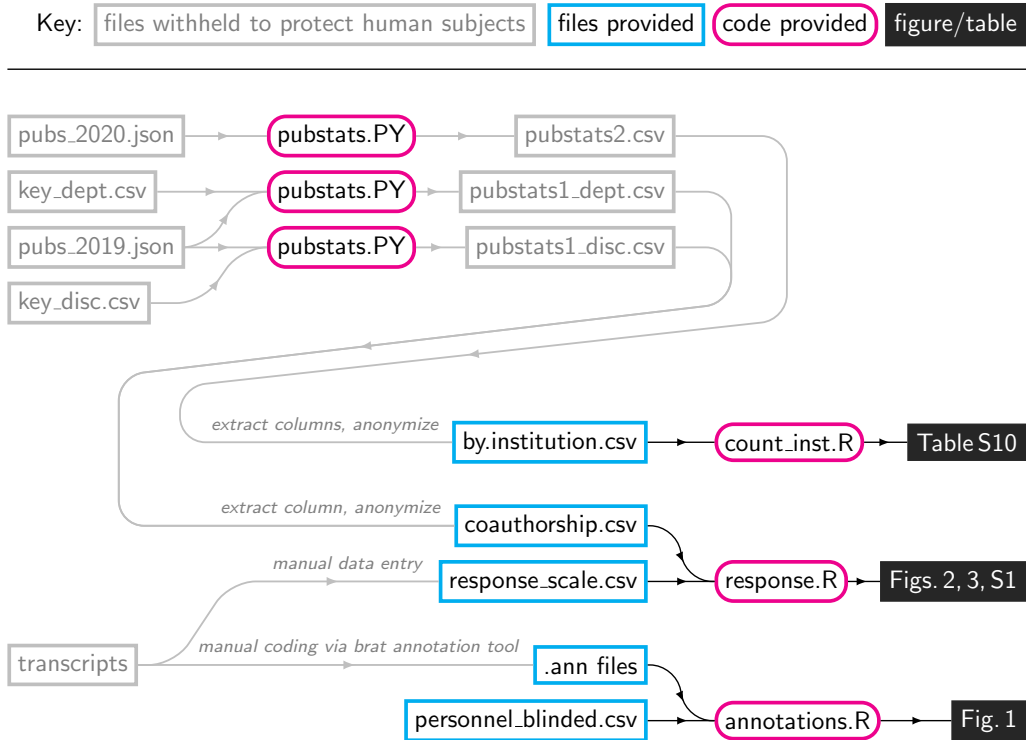 Key: files withheld to protect human subjects files provided code provided figure/table
pubs_2020.json pubstats.PY pubstats2.csv
key_dept.csv pubstats.PY pubstats1_dept.csv
pubs_2019.json pubstats.PY pubstats1_disc.csv
key_disc.csv
extract columns, anonymize by.institution.csv count_inst.R Table S10
extract column, anonymize coauthorship.csv
manual data entry response_scale.csv response.R Figs. 2, 3, S1
transcripts manual coding via brat annotation tool .ann files
personnel_blinded.csv annotations.R Fig. 1